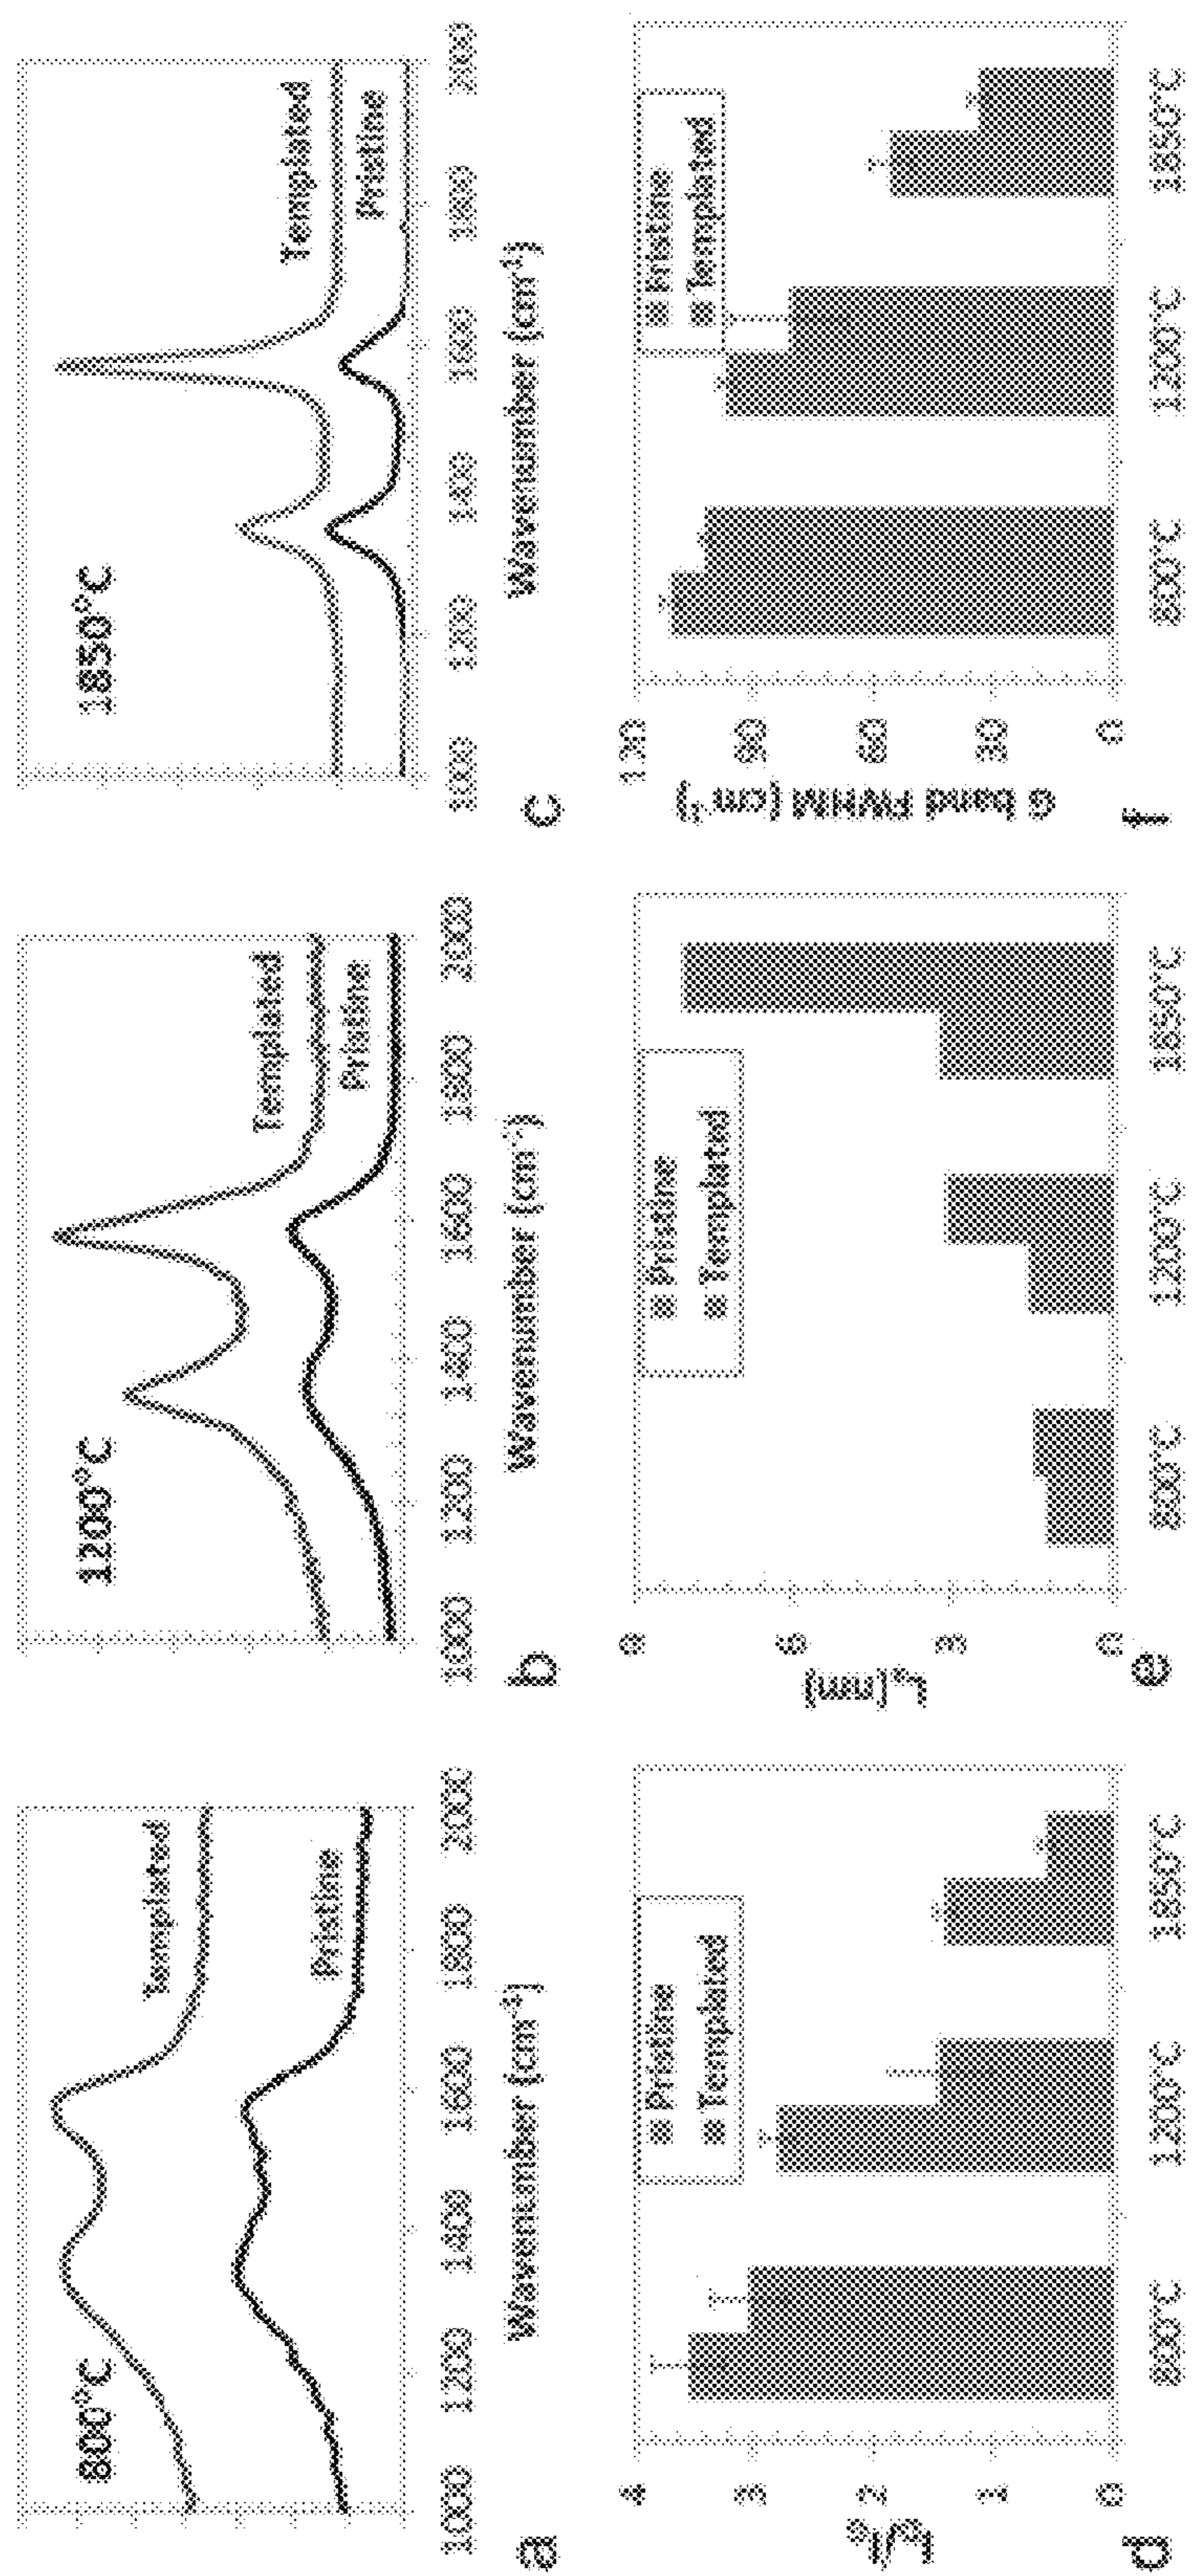 800°C
Templated
Pristine
1000 1200 1400 1600 1800 2000
Wavenumber (cm⁻¹)
a
1200°C
Templated
Pristine
1000 1200 1400 1600 1800 2000
Wavenumber (cm⁻¹)
b
1850°C
Templated
Pristine
1000 1200 1400 1600 1800 2000
Wavenumber (cm⁻¹)
c
4
3
2
1
0
Pristine
Templated
800°C 1200°C 1850°C
d
9
6
3
0
Lₐ(nm)
Pristine
Templated
800°C 1200°C 1850°C
e
120
90
60
30
0
G band FWHM (cm⁻¹)
Pristine
Templated
800°C 1200°C 1850°C
f